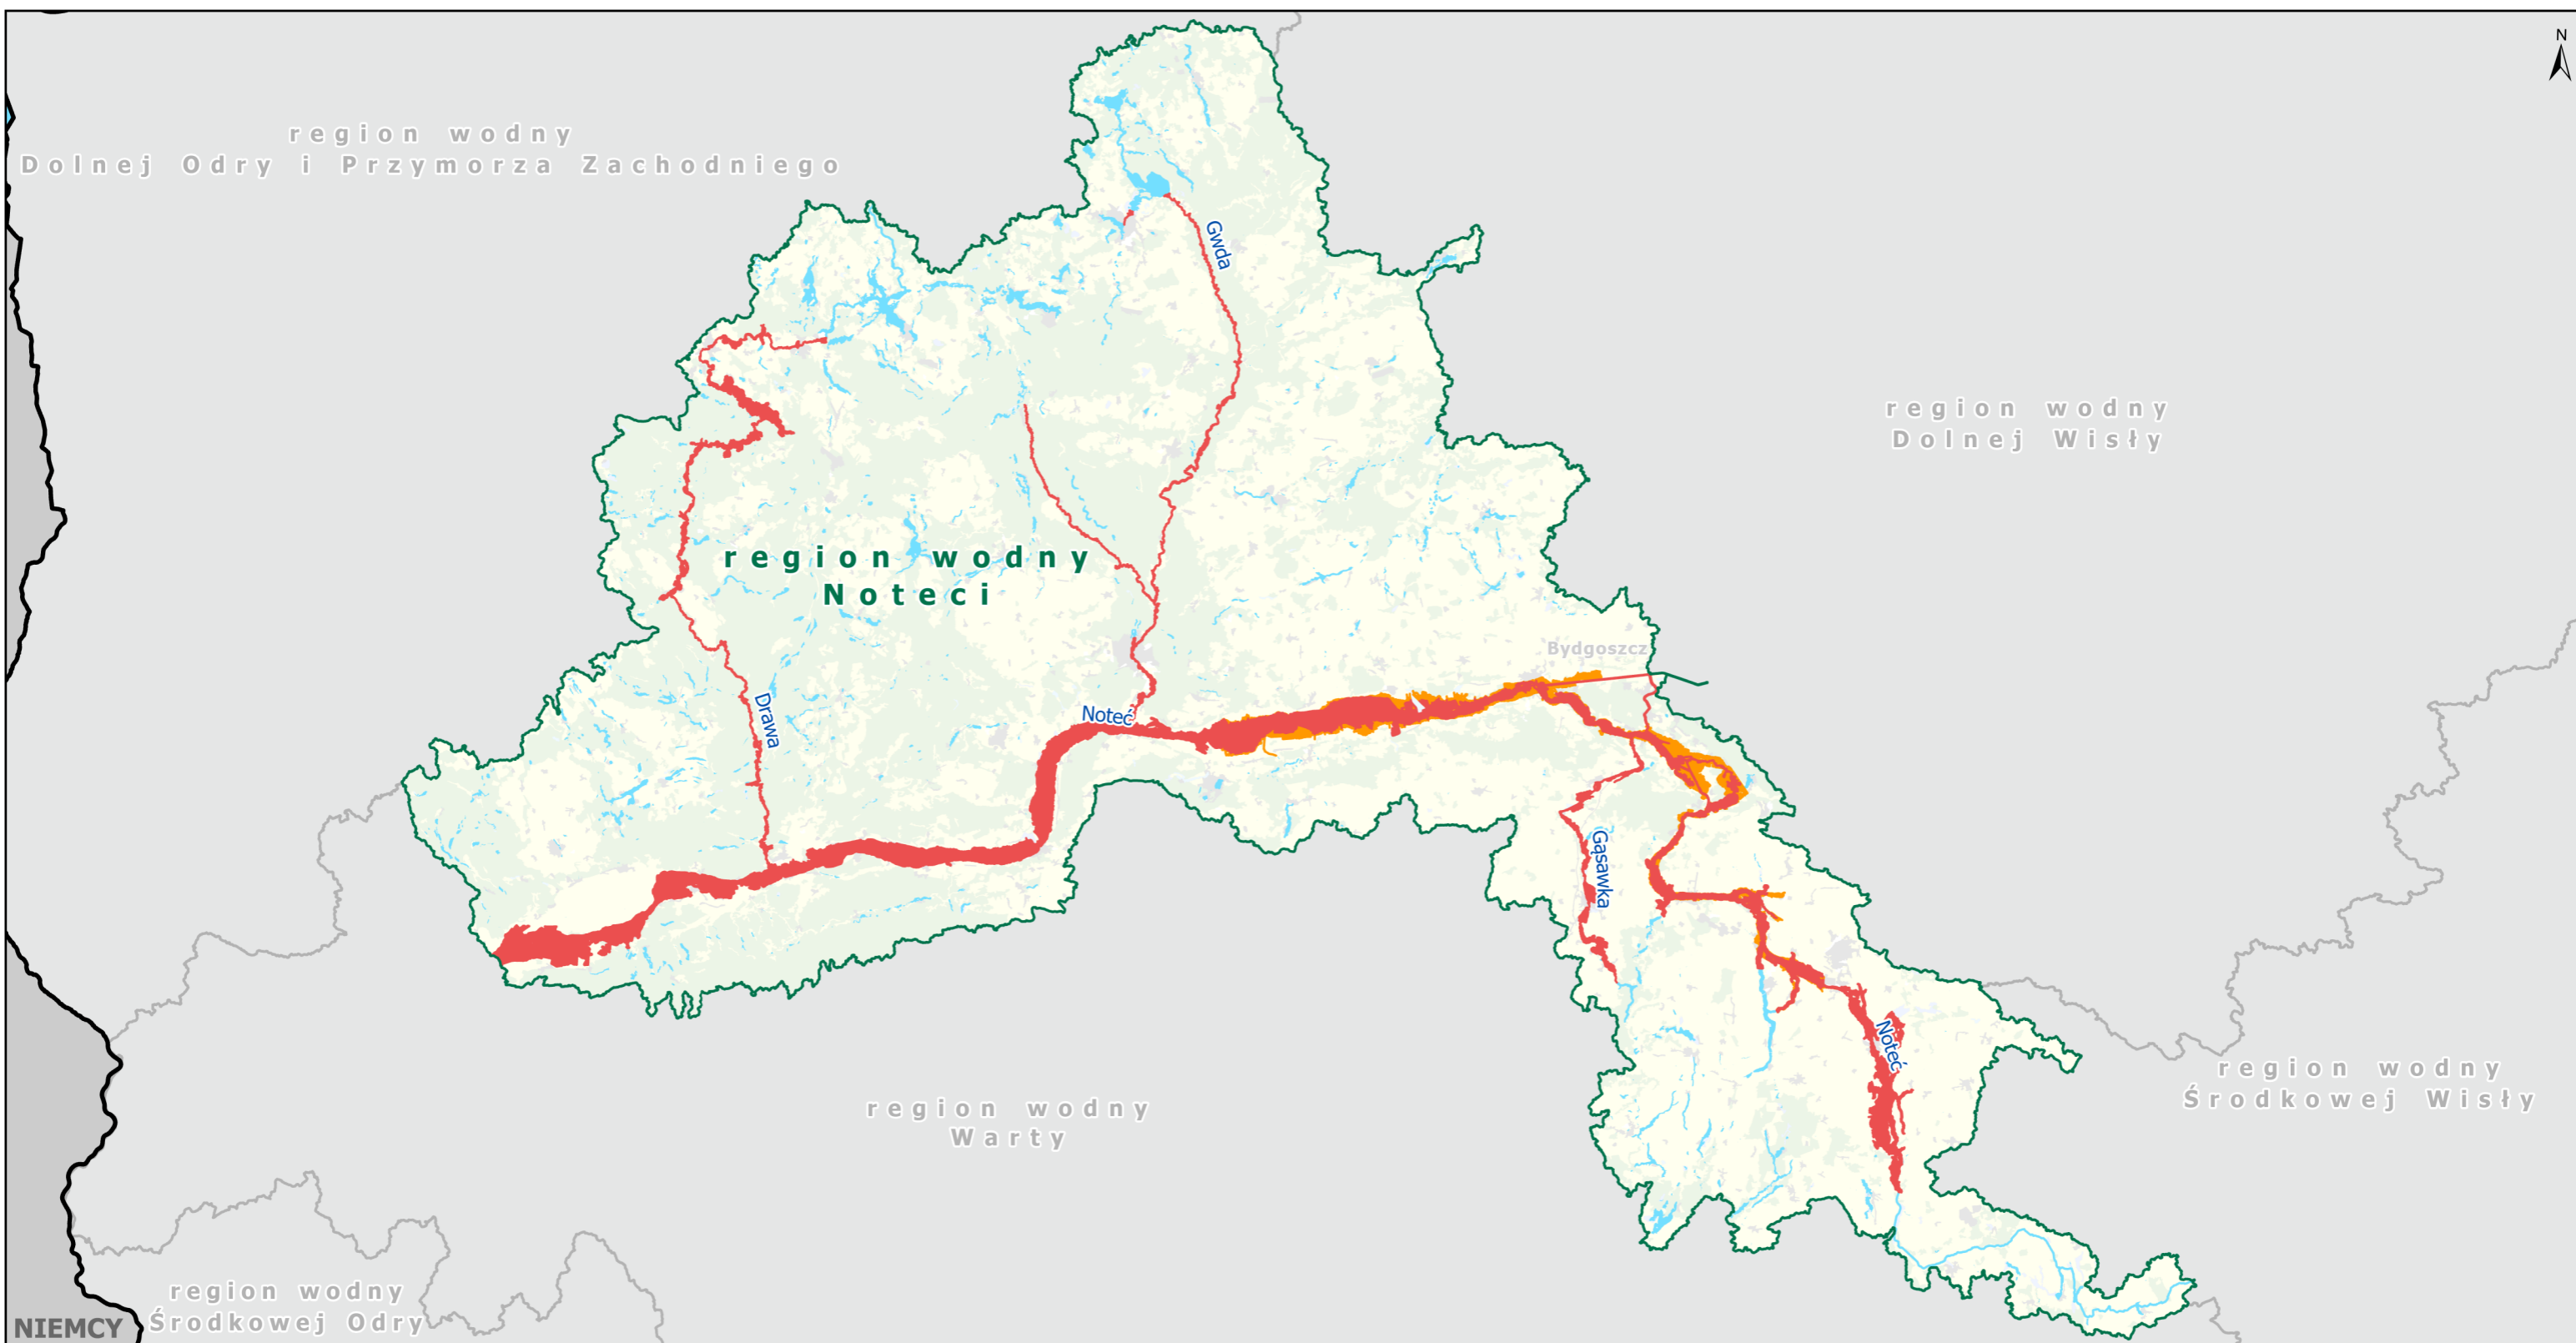 N
region wodny
Dolnej Odry i Przymorza Zachodniego
Gwda
region wodny
Dolnej Wisły
region wodny
Noteci
Bydgoszcz
Drawa
Noteć
Gąsawka
Noteć
region wodny
Środkowej Wisły
region wodny
Warty
region wodny
Środkowej Odry
NIEMCY